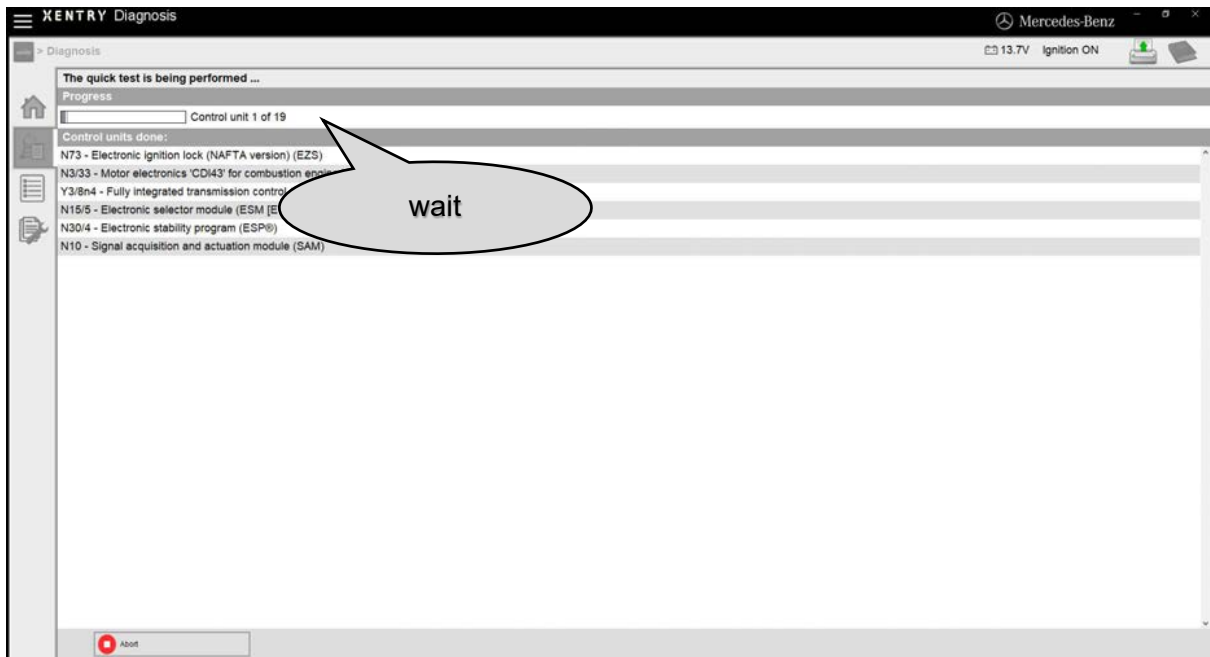 XENTRY Diagnosis
Mercedes-Benz
> Diagnosis
13.7V Ignition ON
The quick test is being performed ...
Progress
Control unit 1 of 19
Control units done:
N73 - Electronic ignition lock (NAFTA version) (EZS)
N3/33 - Motor electronics 'CDI43' for combustion
Y3/8n4 - Fully integrated transmission control
N15/5 - Electronic selector module (ESM
N30/4 - Electronic stability program (ESP®)
N10 - Signal acquisition and actuation module (SAM)
wait
Abort